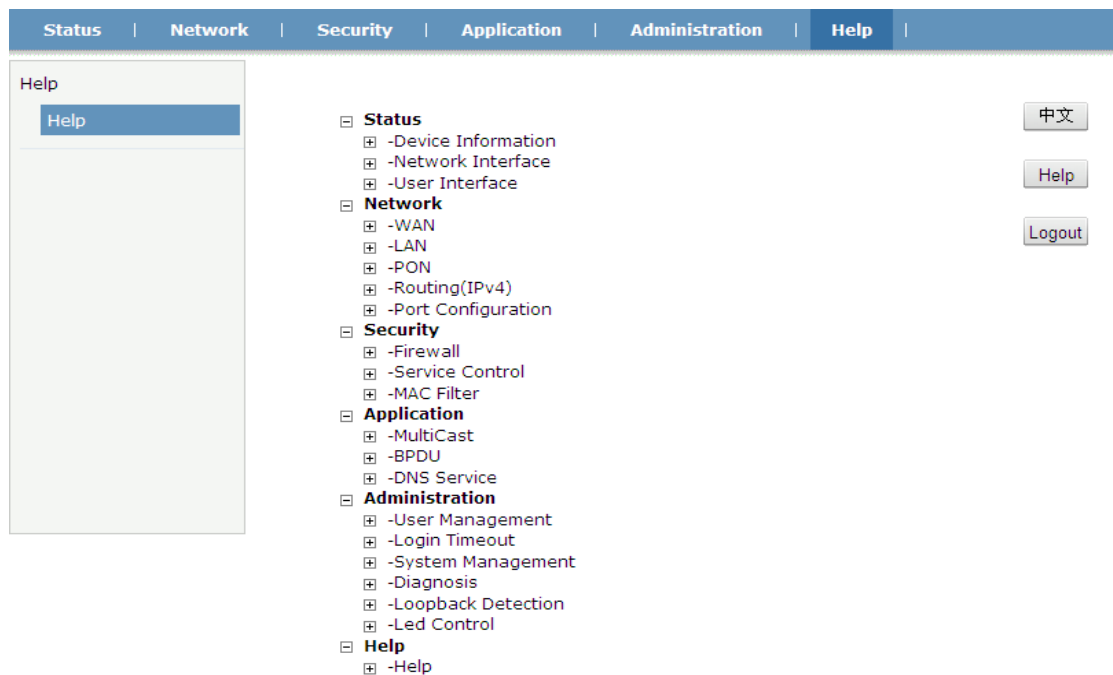 Status | Network | Security | Application | Administration | Help |
Help
Help
Status
-Device Information
-Network Interface
-User Interface
Network
-WAN
-LAN
-PON
-Routing(IPv4)
-Port Configuration
Security
-Firewall
-Service Control
-MAC Filter
Application
-MultiCast
-BPDU
-DNS Service
Administration
-User Management
-Login Timeout
-System Management
-Diagnosis
-Loopback Detection
-Led Control
Help
-Help
中文
Help
Logout